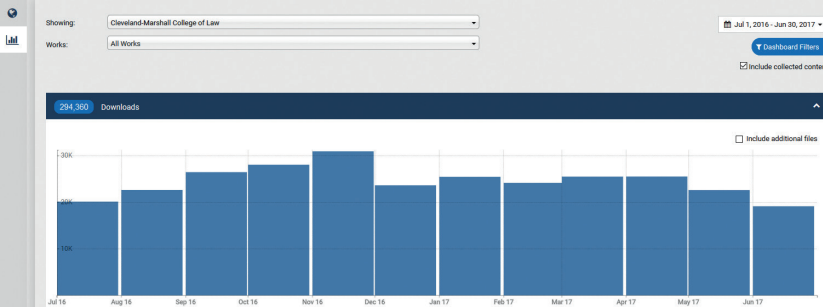 Showing: Cleveland-Marshall College of Law
Jul 1, 2016 - Jun 30, 2017
Works: All Works
Dashboard Filters
Include collected conte
294,360 Downloads
Include additional files
30K
20K
10K
Jul 16 Aug 16 Sep 16 Oct 16 Nov 16 Dec 16 Jan 17 Feb 17 Mar 17 Apr 17 May 17 Jun 17